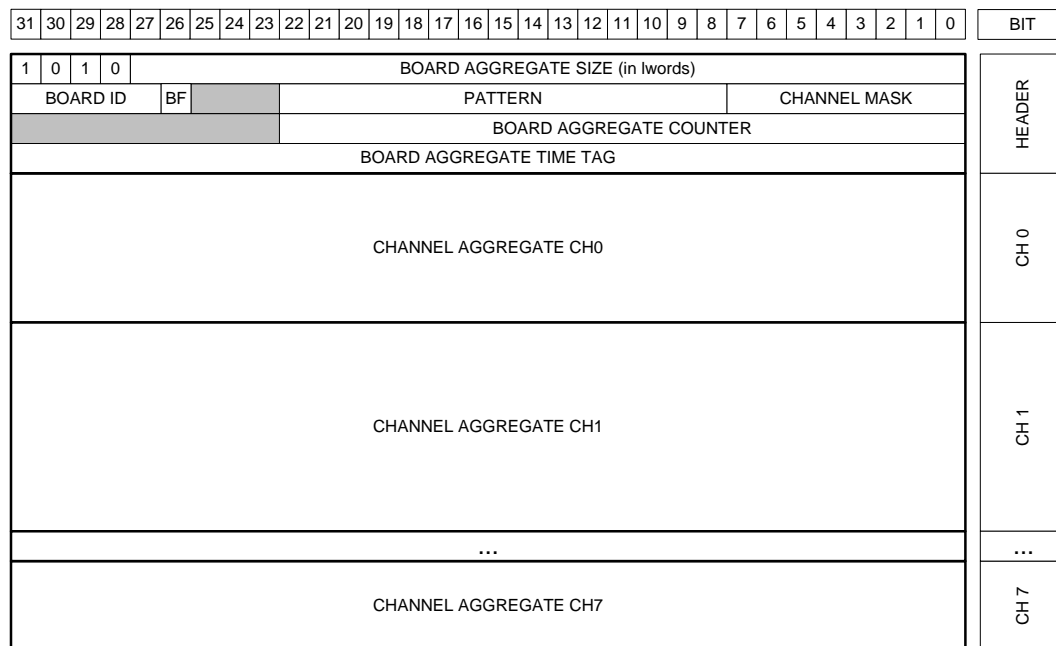 31 30 29 28 27 26 25 24 23 22 21 20 19 18 17 16 15 14 13 12 11 10 9 8 7 6 5 4 3 2 1 0 BIT
1 0 1 0 BOARD AGGREGATE SIZE (in lwords)
BOARD ID BF PATTERN CHANNEL MASK
BOARD AGGREGATE COUNTER
BOARD AGGREGATE TIME TAG
HEADER
CHANNEL AGGREGATE CH0
CH 0
CHANNEL AGGREGATE CH1
CH 1
... ...
CHANNEL AGGREGATE CH7
CH 7